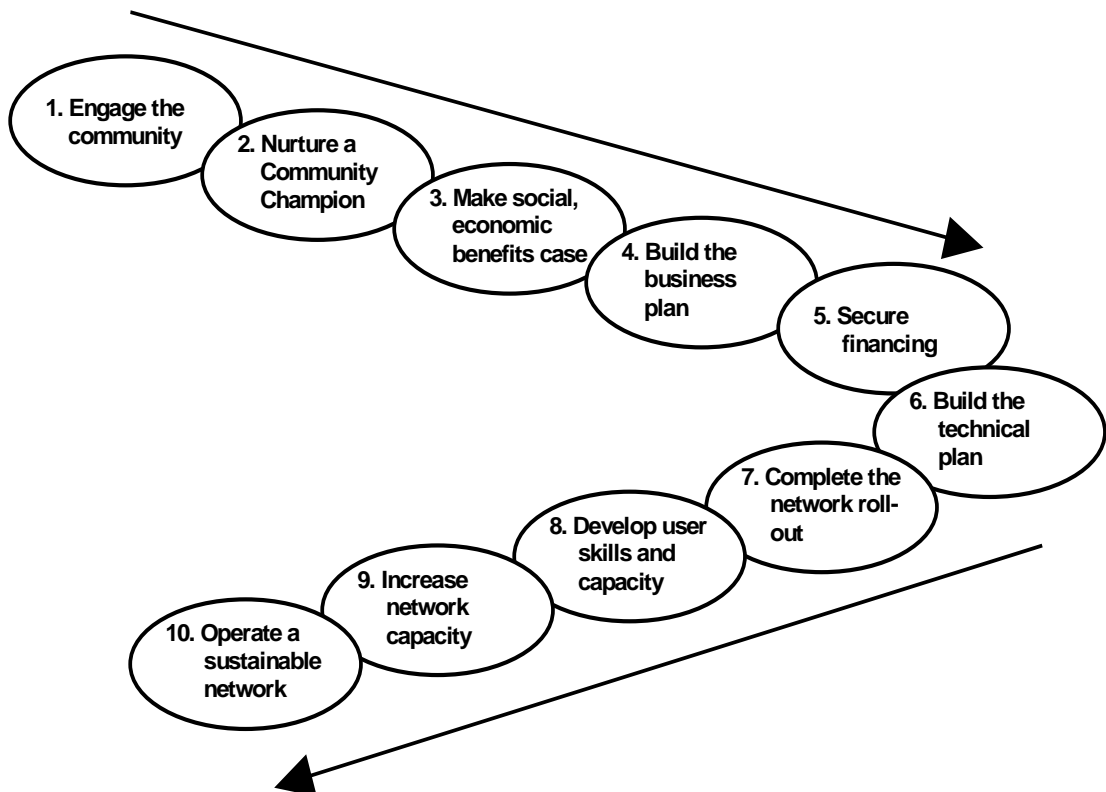 1. Engage the
community
2. Nurture a
Community
Champion
3. Make social,
economic
benefits case
4. Build the
business
plan
5. Secure
financing
6. Build the
technical
plan
7. Complete the
network roll-
out
8. Develop user
skills and
capacity
9. Increase
network
capacity
10. Operate a
sustainable
network